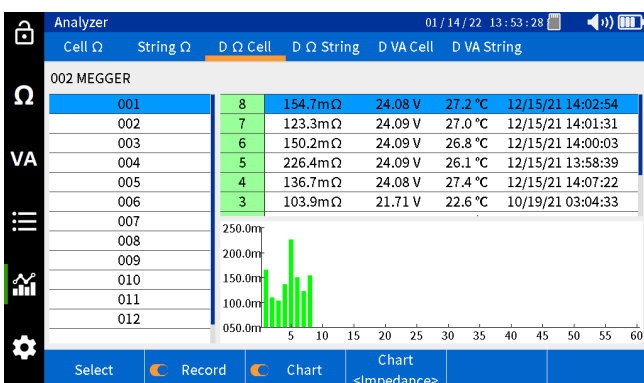 Analyzer 01/14/22 13:53:28
Cell Ω String Ω D Ω Cell D Ω String D VA Cell D VA String
002 MEGGER
Ω
VA
001
002
003
004
005
006
007
008
009
010
011
012
8 154.7mΩ 24.08 V 27.2 ℃ 12/15/21 14:02:54
7 123.3mΩ 24.09 V 27.0 ℃ 12/15/21 14:01:31
6 150.2mΩ 24.09 V 26.8 ℃ 12/15/21 14:00:03
5 226.4mΩ 24.09 V 26.1 ℃ 12/15/21 13:58:39
4 136.7mΩ 24.08 V 27.4 ℃ 12/15/21 14:07:22
3 103.9mΩ 21.71 V 22.6 ℃ 10/19/21 03:04:33
250.0m
200.0m
150.0m
100.0m
050.0m
5 10 15 20 25 30 35 40 45 50 55 60
Select Record Chart Chart
<Impedance>